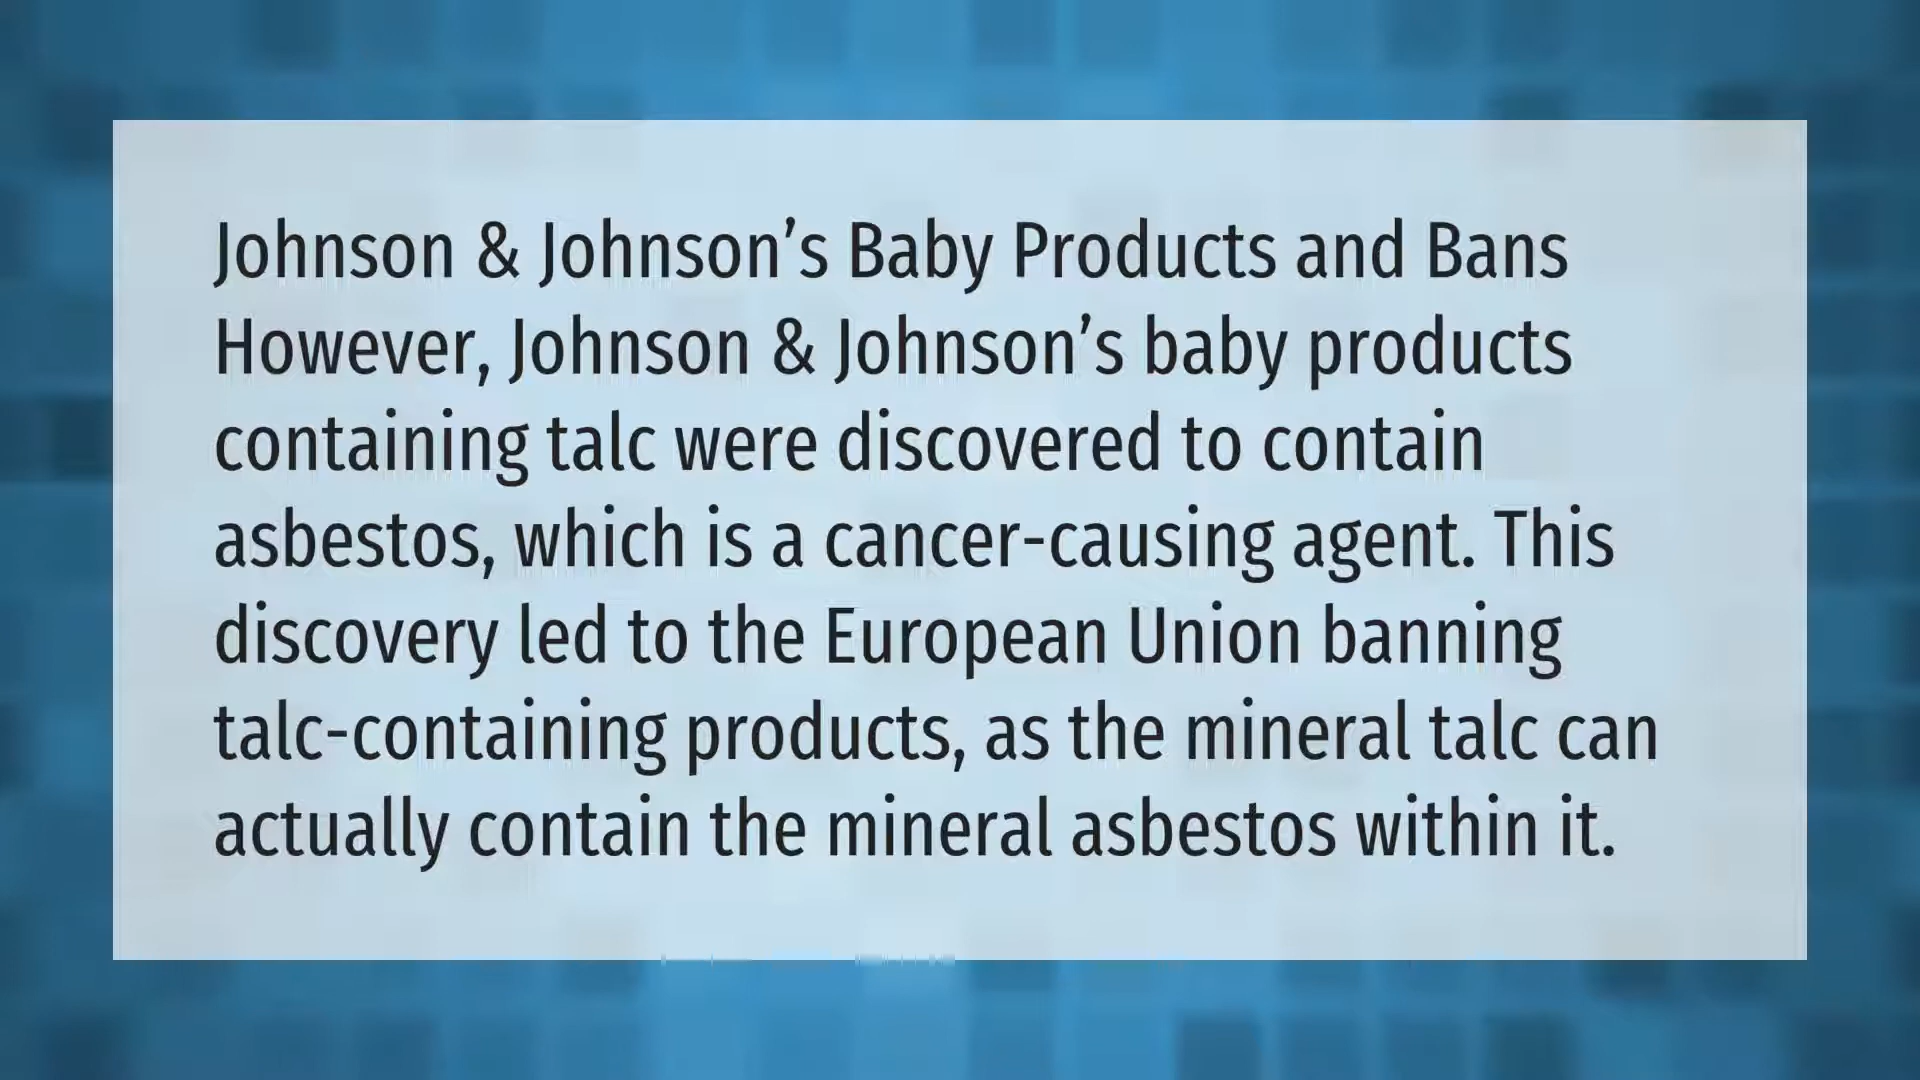 Johnson & Johnson’s Baby Products and Bans
However, Johnson & Johnson’s baby products
containing talc were discovered to contain
asbestos, which is a cancer-causing agent. This
discovery led to the European Union banning
talc-containing products, as the mineral talc can
actually contain the mineral asbestos within it.